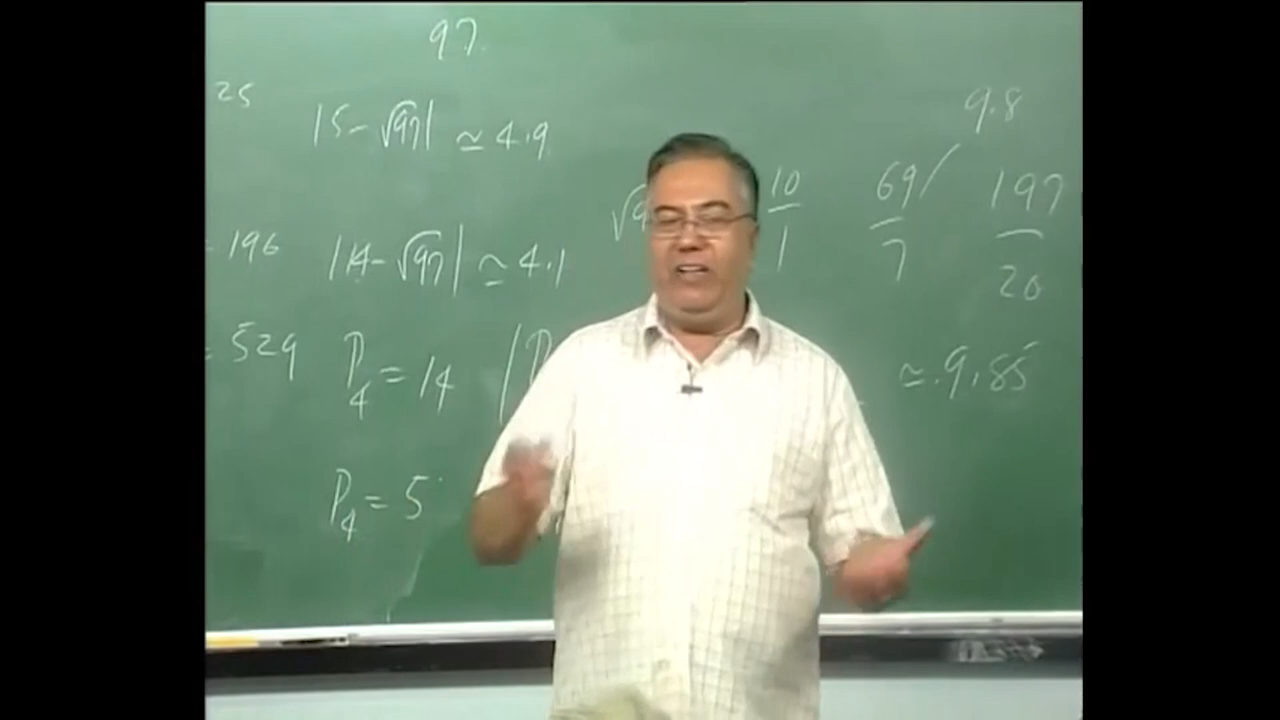 97.
25 |15-√97| ≃ 4.9
9.8
10/1 69/7 197/20
196 |14-√97| ≃ 4.1
= 529 P₄ = 14
≃ 9.85
P₄ = 5